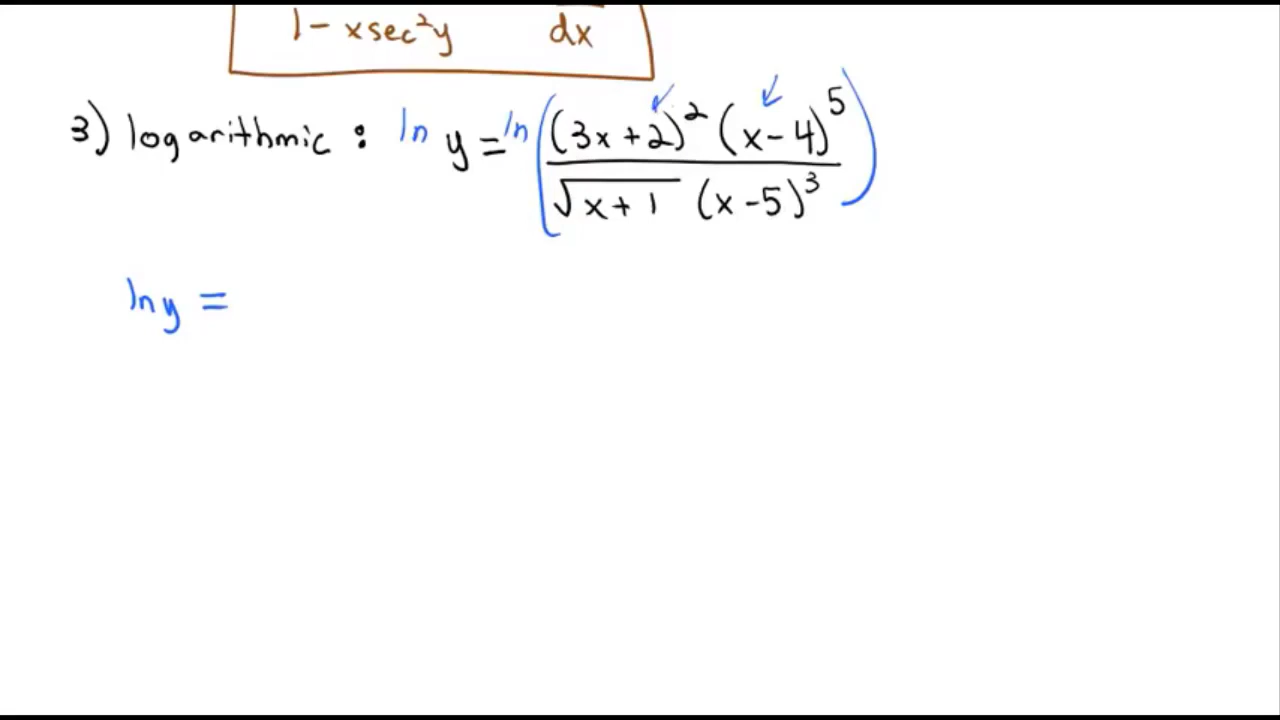 1 - xsec²y dx
3) logarithmic : ln y = ln ( (3x + 2)² (x - 4)⁵ / √(x + 1) (x - 5)³ )
ln y =